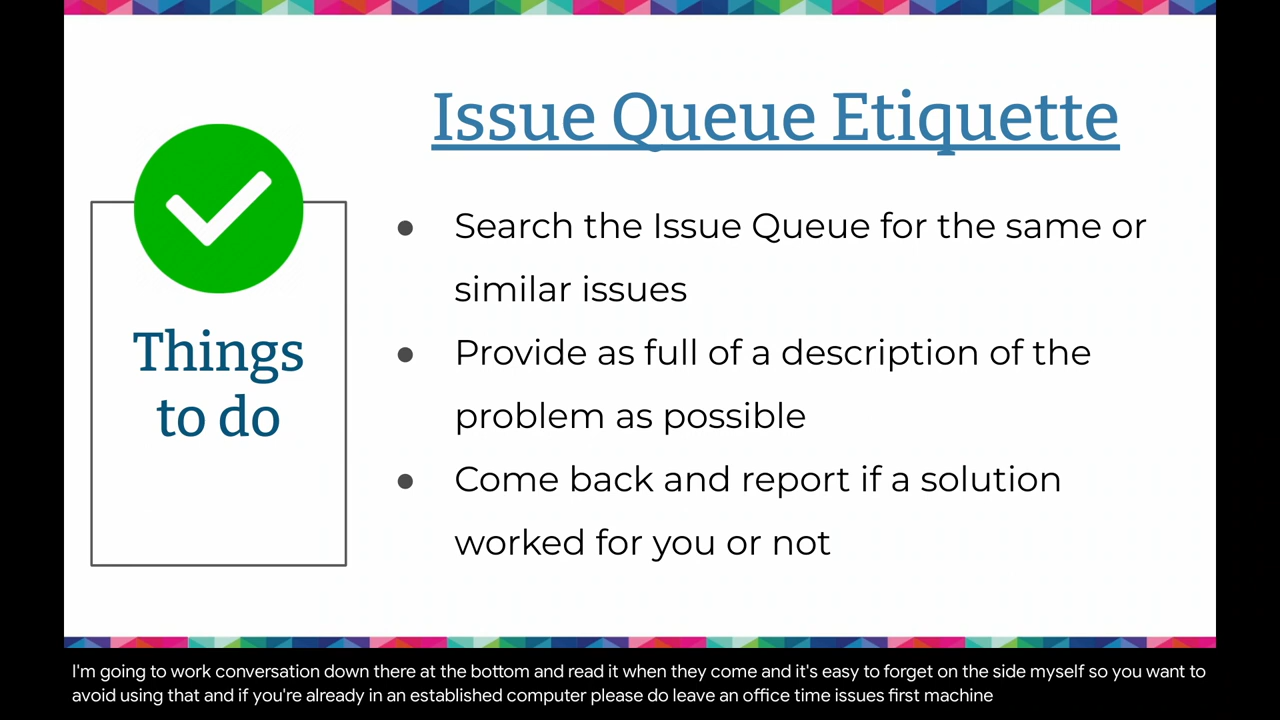 Issue Queue Etiquette
Things
to do
● Search the Issue Queue for the same or
similar issues
● Provide as full of a description of the
problem as possible
● Come back and report if a solution
worked for you or not
I'm going to work conversation down there at the bottom and read it when they come and it's easy to forget on the side myself so you want to
avoid using that and if you're already in an established computer please do leave an office time issues first machine